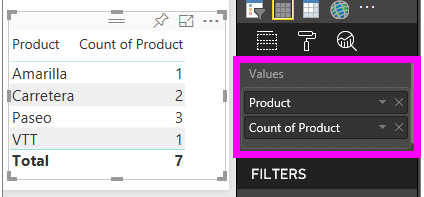 Product Count of Product
Amarilla 1
Carretera 2
Paseo 3
VTT 1
Total 7
Values
Product
Count of Product
FILTERS